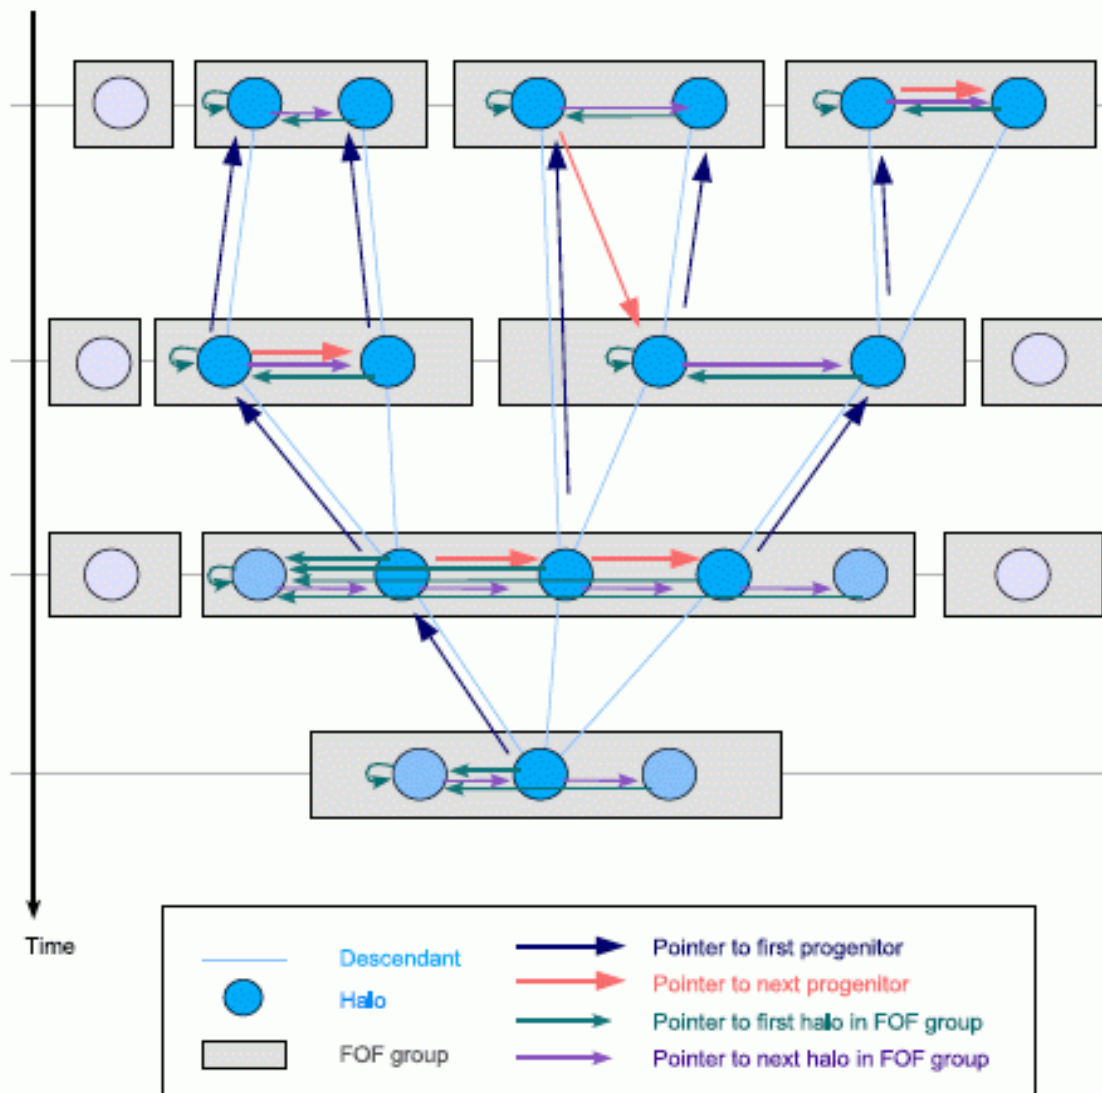 Time
Descendant
Halo
FOF group
Pointer to first progenitor
Pointer to next progenitor
Pointer to first halo in FOF group
Pointer to next halo in FOF group